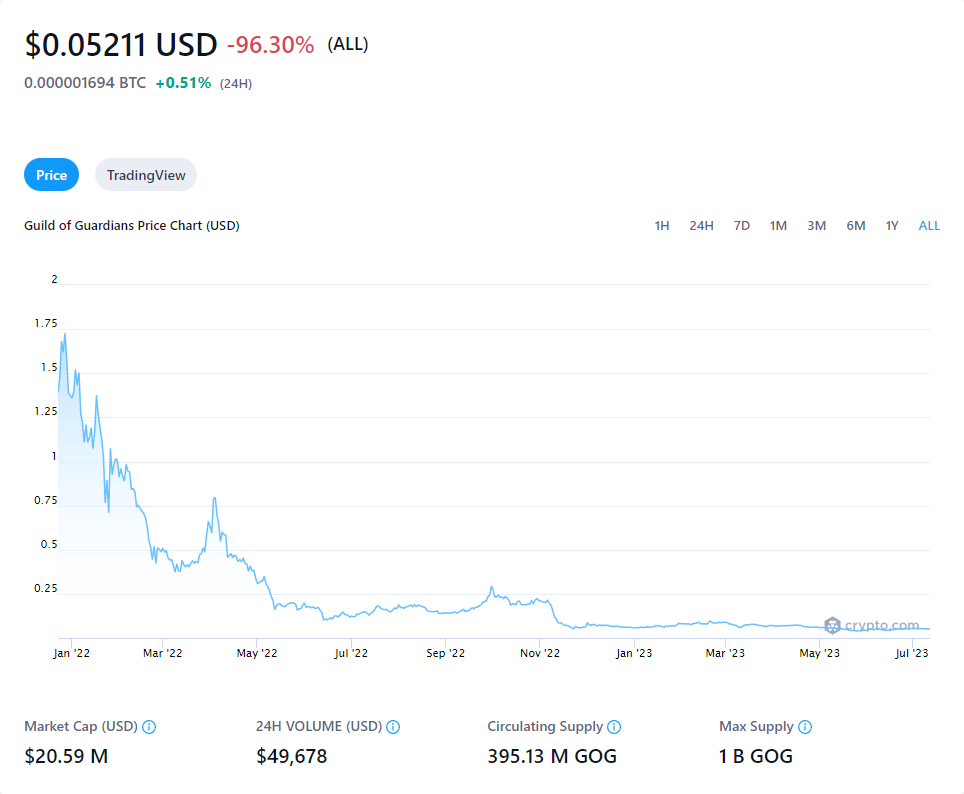 $0.05211 USD -96.30% (ALL)
0.000001694 BTC +0.51% (24H)
Price TradingView
Guild of Guardians Price Chart (USD) 1H 24H 7D 1M 3M 6M 1Y ALL
2
1.75
1.5
1.25
1
0.75
0.5
0.25
crypto.com
Jan '22 Mar '22 May '22 Jul '22 Sep '22 Nov '22 Jan '23 Mar '23 May '23 Jul '23
Market Cap (USD) 24H VOLUME (USD) Circulating Supply Max Supply
$20.59 M $49,678 395.13 M GOG 1 B GOG